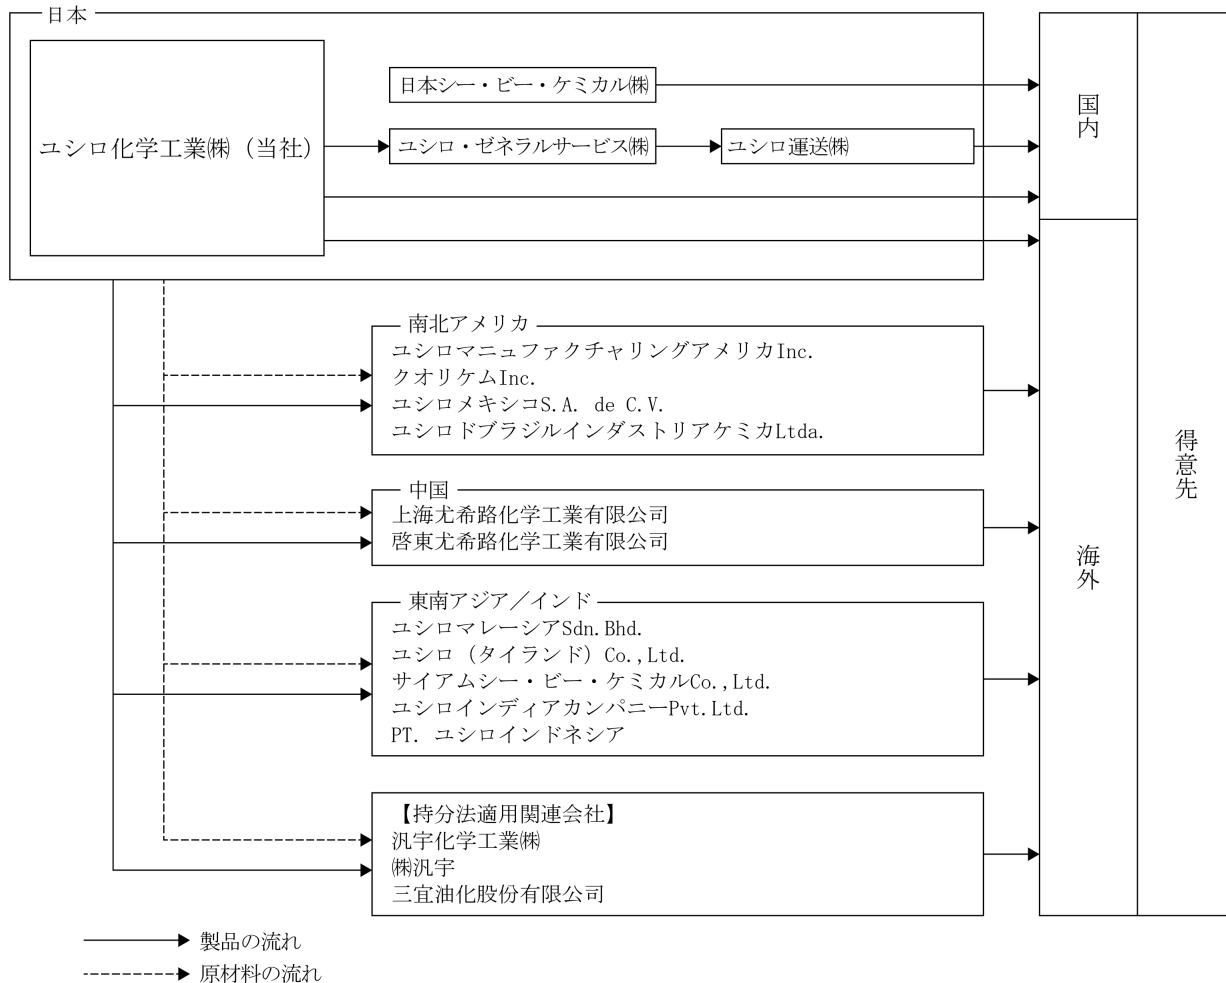 日本
ユシロ化学工業㈱（当社）
日本シー・ビー・ケミカル㈱
ユシロ・ゼネラルサービス㈱
ユシロ運送㈱
国内
海外
得意先
南北アメリカ
ユシロマニュファクチャリングアメリカInc.
クオリケムInc.
ユシロメキシコS.A. de C.V.
ユシロドブラジルインダストリアケミカLtda.
中国
上海尤希路化学工業有限公司
啓東尤希路化学工業有限公司
東南アジア／インド
ユシロマレーシアSdn.Bhd.
ユシロ（タイランド）Co.,Ltd.
サイアムシー・ビー・ケミカルCo.,Ltd.
ユシロインディアカンパニーPvt.Ltd.
PT. ユシロインドネシア
【持分法適用関連会社】
汎宇化学工業㈱
㈱汎宇
三宜油化股份有限公司
製品の流れ
原材料の流れ